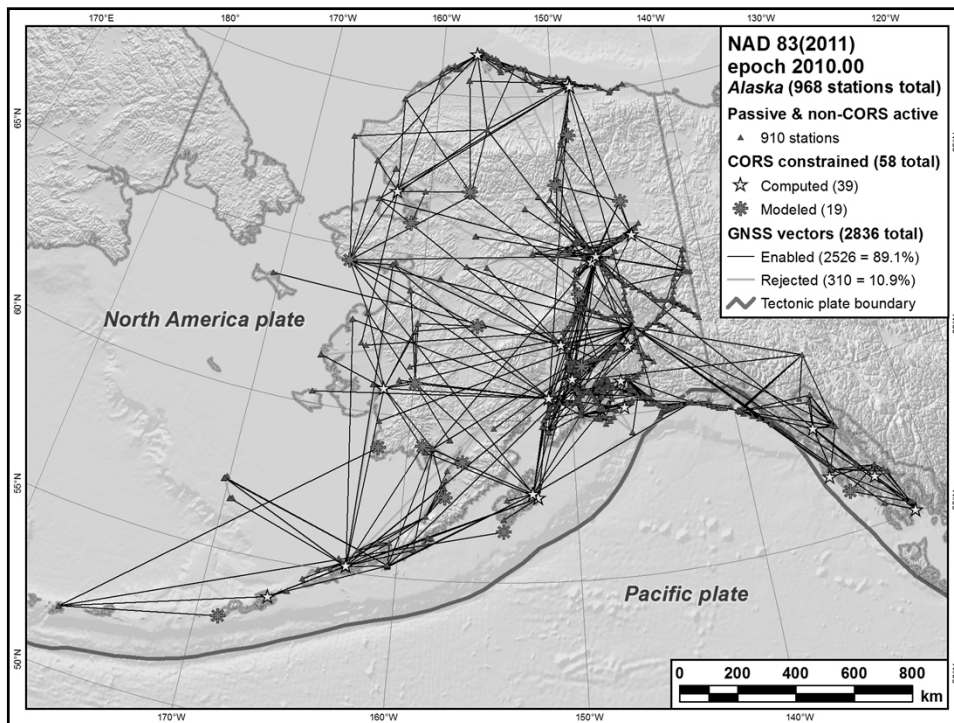 170°E
180°
170°W
160°W
150°W
140°W
130°W
120°W
NAD 83(2011)
epoch 2010.00
Alaska (968 stations total)
Passive & non-CORS active
910 stations
CORS constrained (58 total)
Computed (39)
Modeled (19)
GNSS vectors (2836 total)
Enabled (2526 = 89.1%)
Rejected (310 = 10.9%)
Tectonic plate boundary
65°N
60°N
55°N
50°N
North America plate
Pacific plate
0 200 400 600 800
km
170°W
160°W
150°W
140°W